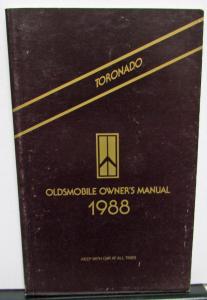 TORONADO
OLDSMOBILE OWNER'S MANUAL
1988
KEEP WITH CAR AT ALL TIMES